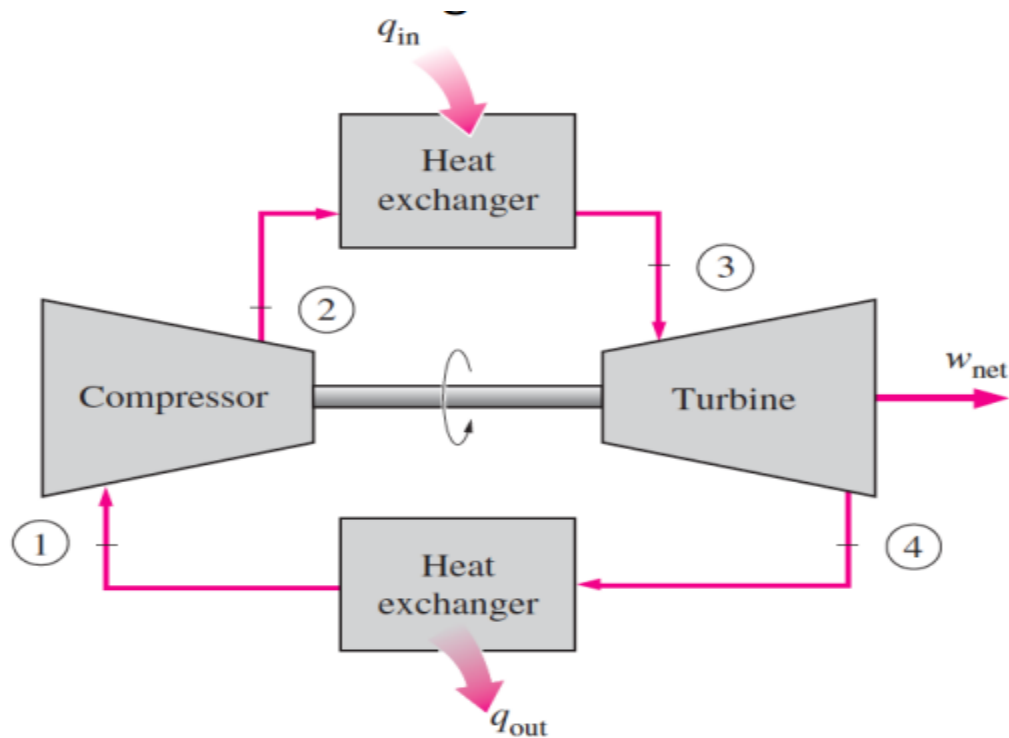 q_in
Heat
exchanger
3
2
Compressor
Turbine
w_net
1
Heat
exchanger
4
q_out